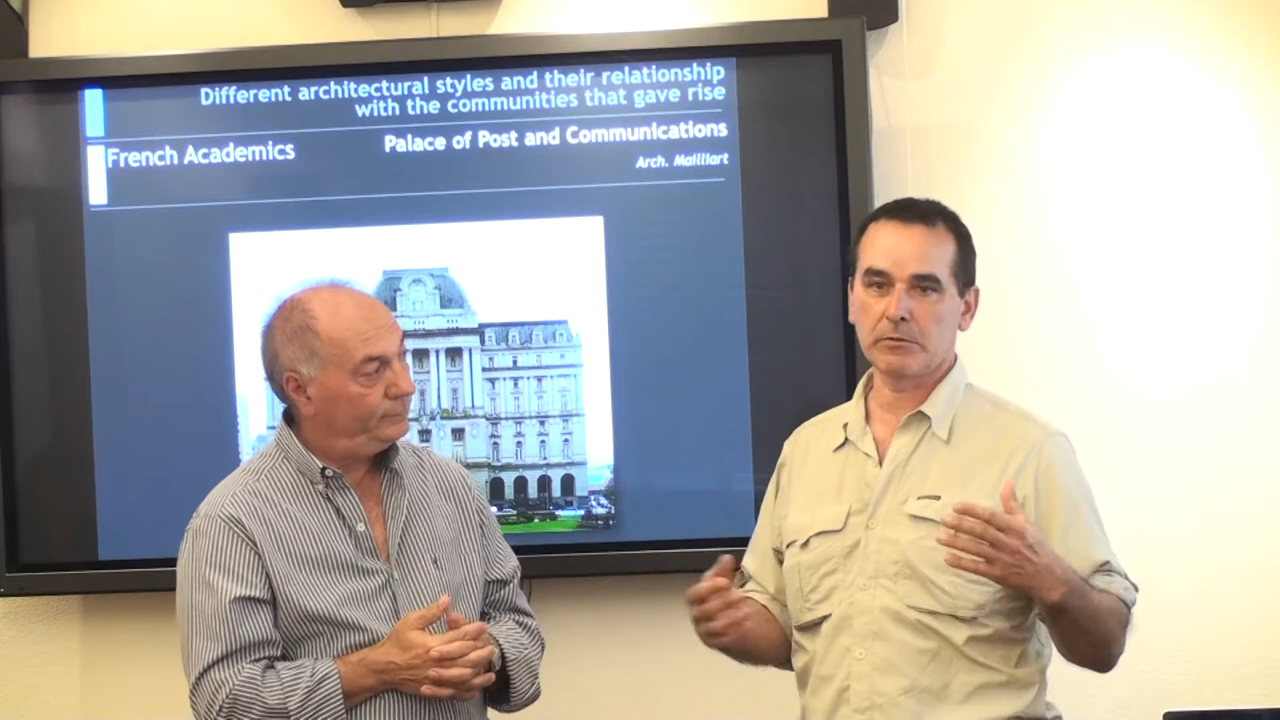 Different architectural styles and their relationship
with the communities that gave rise
French Academics
Palace of Post and Communications
Arch. Mailliart